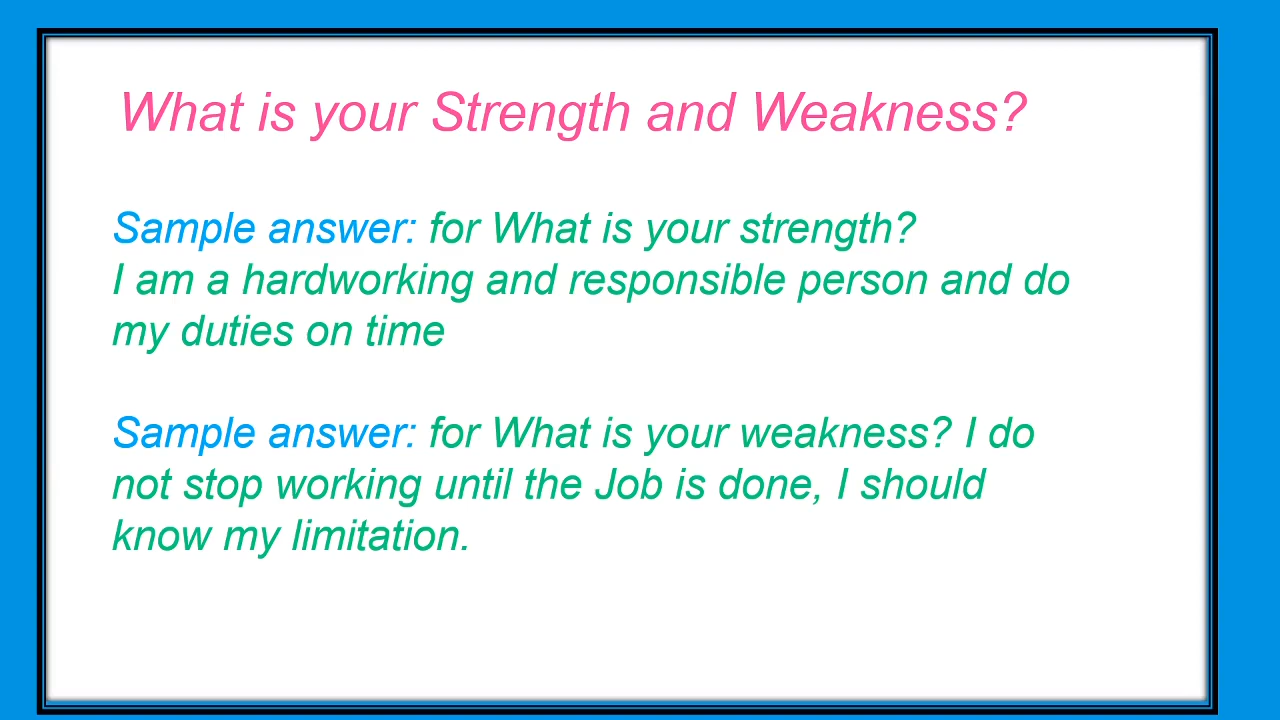 What is your Strength and Weakness?
Sample answer: for What is your strength?
I am a hardworking and responsible person and do
my duties on time
Sample answer: for What is your weakness? I do
not stop working until the Job is done, I should
know my limitation.